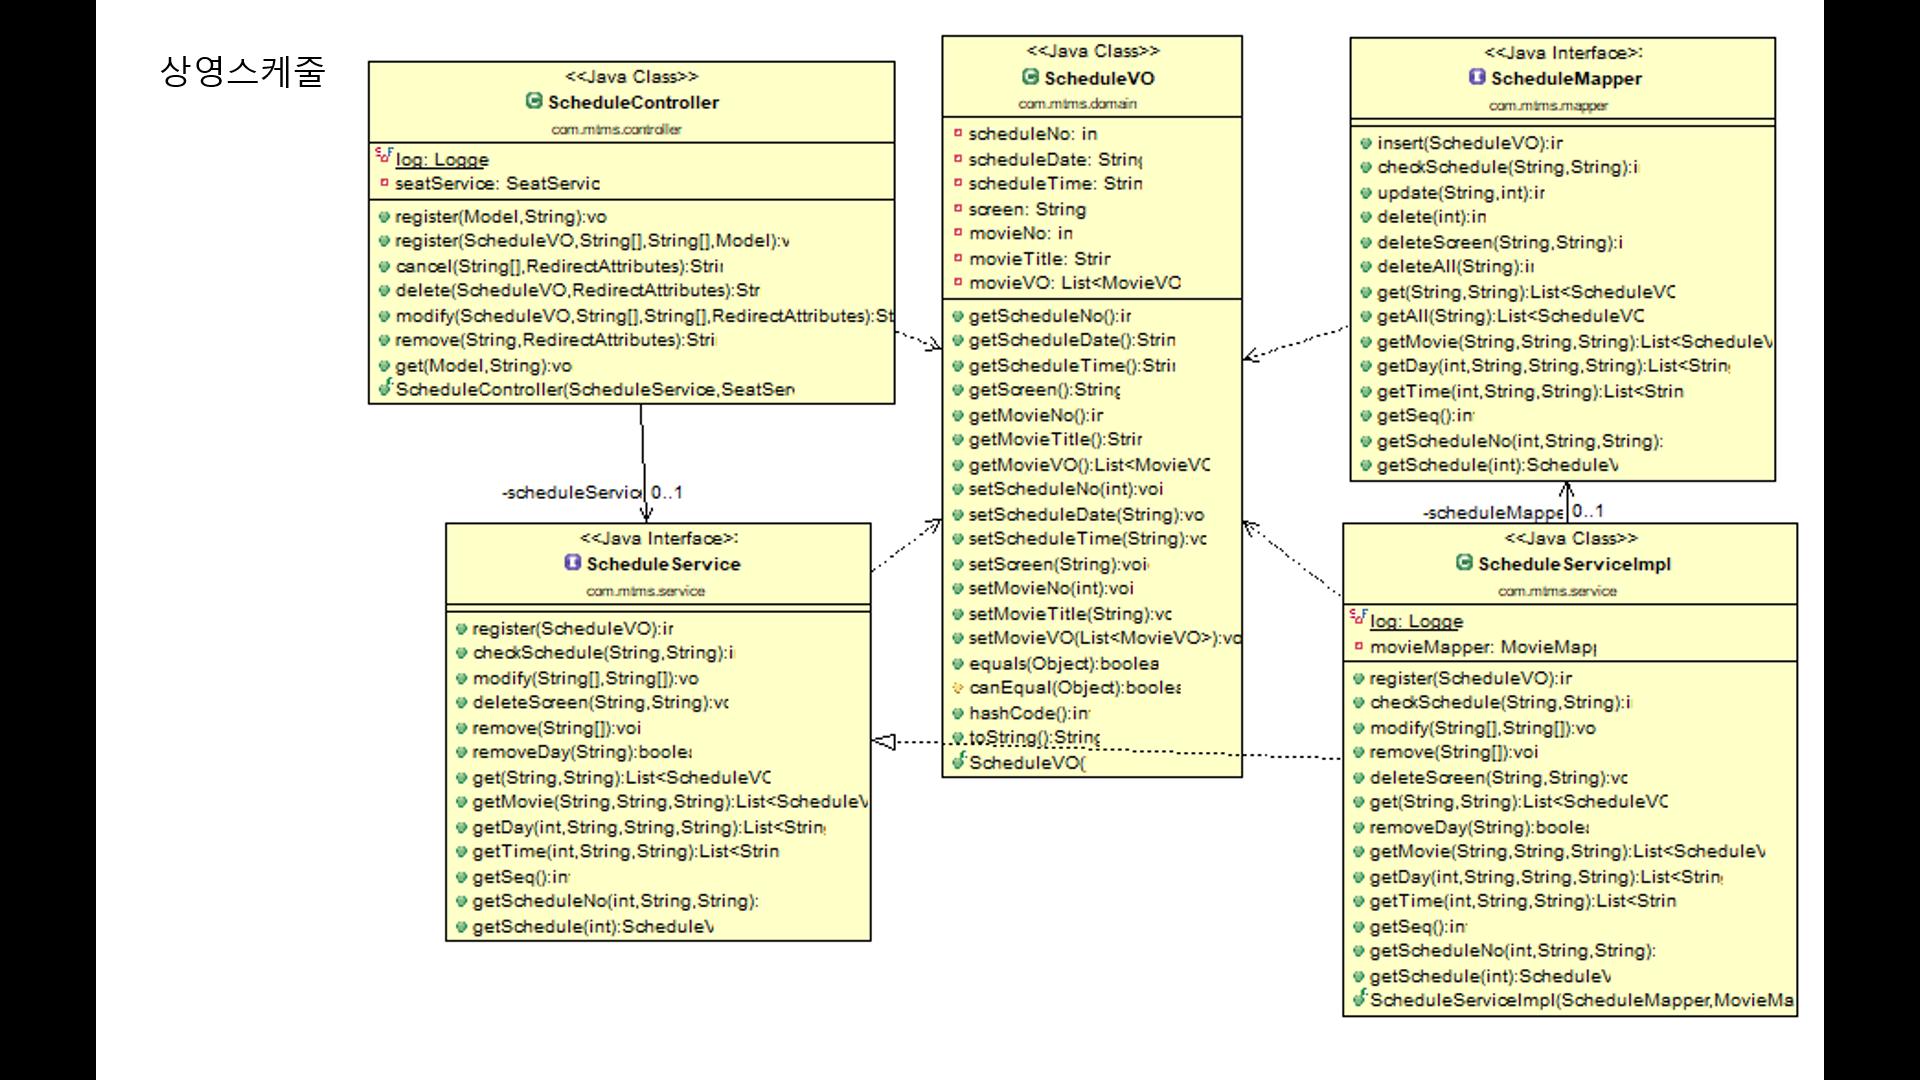 상영스케줄
<<Java Class>>
ScheduleController
com.mtms.controller
log: Logge
seatService: SeatServic
register(Model,String):vo
register(ScheduleVO,String[],String[],Model):v
cancel(String[],RedirectAttributes):Stri
delete(ScheduleVO,RedirectAttributes):Str
modify(ScheduleVO,String[],String[],RedirectAttributes):St
remove(String,RedirectAttributes):Stri
get(Model,String):vo
ScheduleController(ScheduleService,SeatSer
-scheduleServic 0..1
<<Java Interface>:
ScheduleService
com.mtms.service
register(ScheduleVO):ir
checkSchedule(String,String):i
modify(String[],String[]):vo
deleteScreen(String,String):vc
remove(String[]):voi
removeDay(String):boole
get(String,String):List<ScheduleVC
getMovie(String,String,String):List<ScheduleV
getDay(int,String,String,String):List<String
getTime(int,String,String):List<Strin
getSeq():in
getScheduleNo(int,String,String):
getSchedule(int):ScheduleV
<<Java Class>>
ScheduleVO
com.mtms.domain
scheduleNo: in
scheduleDate: String
scheduleTime: Strin
screen: String
movieNo: in
movieTitle: Strir
movieVO: List<MovieVO
getScheduleNo():ir
getScheduleDate():Strin
getScheduleTime():Stri
getScreen():String
getMovieNo():ir
getMovieTitle():Strir
getMovieVO():List<MovieVC
setScheduleNo(int):voi
setScheduleDate(String):vo
setScheduleTime(String):vc
setScreen(String):voi
setMovieNo(int):voi
setMovieTitle(String):vc
setMovieVO(List<MovieVO>):vo
equals(Object):boolea
canEqual(Object):boolea
hashCode():in
toString():String
ScheduleVO(
<<Java Interface>:
ScheduleMapper
com.mtms.mapper
insert(ScheduleVO):ir
checkSchedule(String,String):i
update(String,int):ir
delete(int):in
deleteScreen(String,String):i
deleteAll(String):ir
get(String,String):List<ScheduleVC
getAll(String):List<ScheduleVC
getMovie(String,String,String):List<ScheduleV
getDay(int,String,String,String):List<String
getTime(int,String,String):List<Strin
getSeq():in
getScheduleNo(int,String,String):
getSchedule(int):ScheduleV
-scheduleMappe 0..1
<<Java Class>>
ScheduleServiceImpl
com.mtms.service
log: Logge
movieMapper: MovieMap
register(ScheduleVO):ir
checkSchedule(String,String):i
modify(String[],String[]):vo
remove(String[]):voi
deleteScreen(String,String):vc
get(String,String):List<ScheduleVC
removeDay(String):boole
getMovie(String,String,String):List<ScheduleV
getDay(int,String,String,String):List<String
getTime(int,String,String):List<Strin
getSeq():in
getScheduleNo(int,String,String):
getSchedule(int):ScheduleV
ScheduleServiceImpl(ScheduleMapper,MovieMa